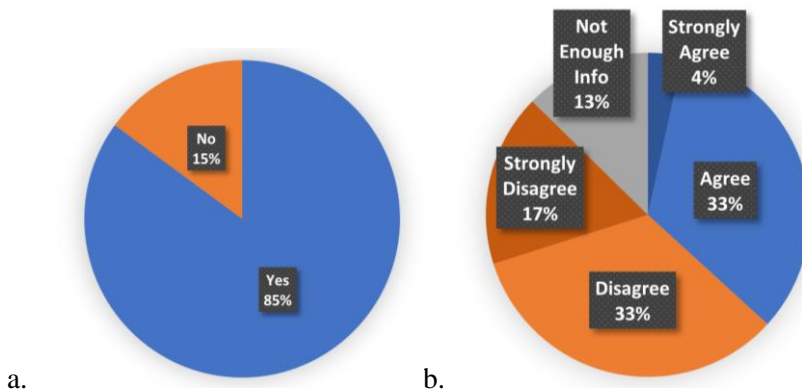 No
15%
Yes
85%
a.
Not
Enough
Info
13%
Strongly
Agree
4%
Strongly
Disagree
17%
Agree
33%
Disagree
33%
b.